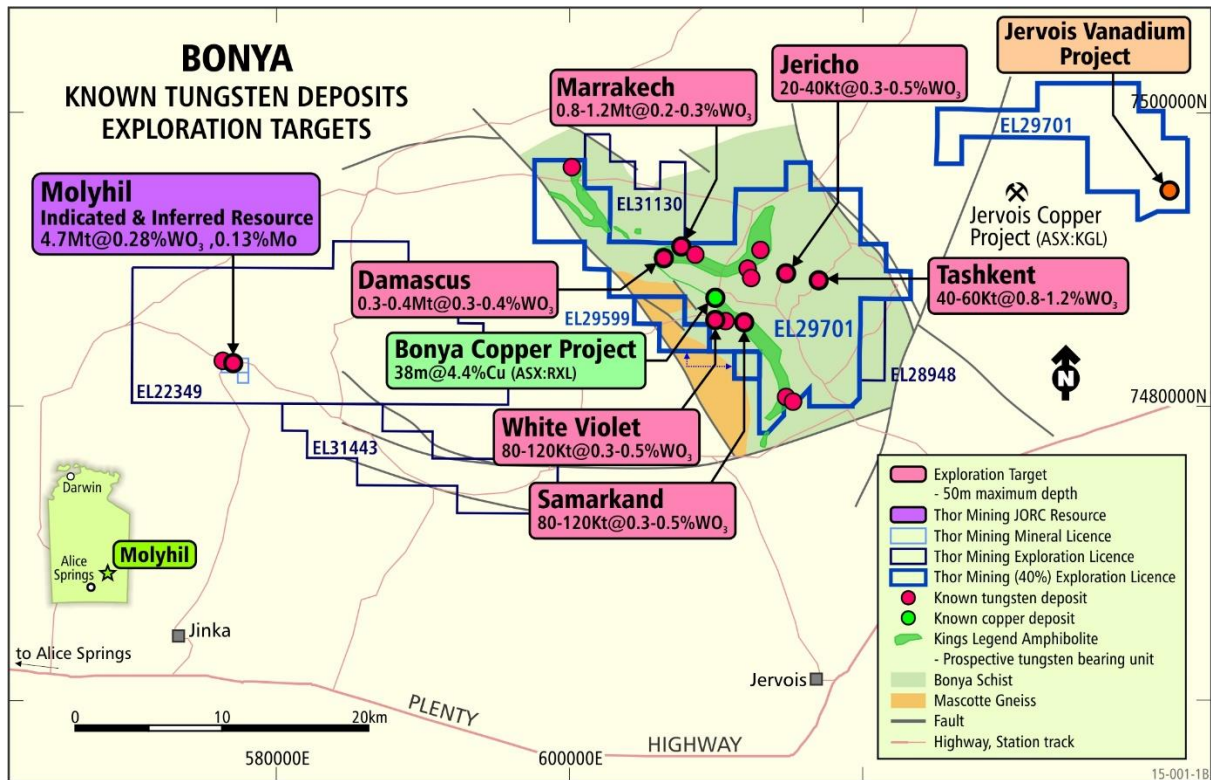 BONYA
KNOWN TUNGSTEN DEPOSITS
EXPLORATION TARGETS
Marrakech
0.8-1.2Mt@0.2-0.3%WO₃
Jericho
20-40Kt@0.3-0.5%WO₃
Jervois Vanadium
Project
7500000N
EL29701
Molyhil
Indicated & Inferred Resource
4.7Mt@0.28%WO₃ ,0.13%Mo
EL31130
Jervois Copper
Project (ASX:KGL)
Damascus
0.3-0.4Mt@0.3-0.4%WO₃
Tashkent
40-60Kt@0.8-1.2%WO₃
EL29599
EL29701
Bonya Copper Project
38m@4.4%Cu (ASX:RXL)
EL28948
EL22349
N
7480000N
White Violet
80-120Kt@0.3-0.5%WO₃
EL31443
Samarkand
80-120Kt@0.3-0.5%WO₃
Darwin
Alice
Springs
Molyhil
Exploration Target
- 50m maximum depth
Thor Mining JORC Resource
Thor Mining Mineral Licence
Thor Mining Exploration Licence
Thor Mining (40%) Exploration Licence
Known tungsten deposit
Known copper deposit
Kings Legend Amphibolite
- Prospective tungsten bearing unit
Bonya Schist
Mascotte Gneiss
Fault
Highway, Station track
Jinka
to Alice Springs
Jervois
PLENTY
HIGHWAY
0 10 20km
580000E
600000E
15-001-1B